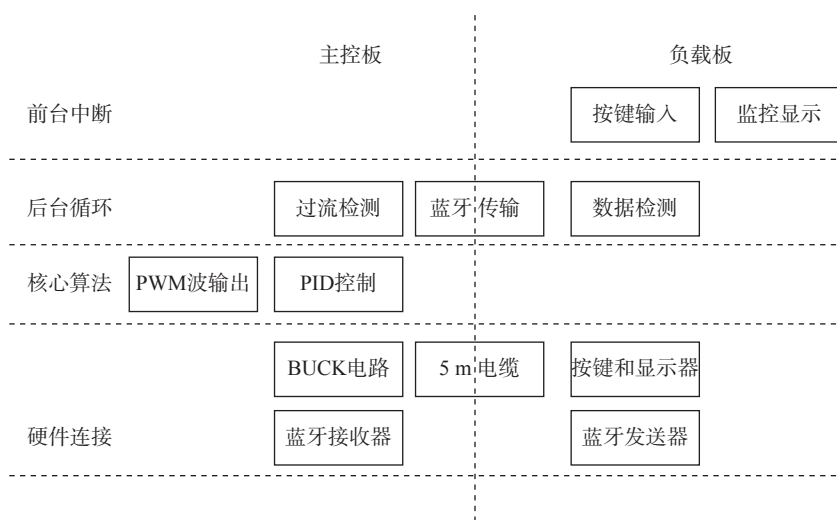 主控板 负载板
前台中断 按键输入 监控显示
后台循环 过流检测 蓝牙传输 数据检测
核心算法 PWM波输出 PID控制
BUCK电路 5 m 电缆 按键和显示器
硬件连接 蓝牙接收器 蓝牙发送器